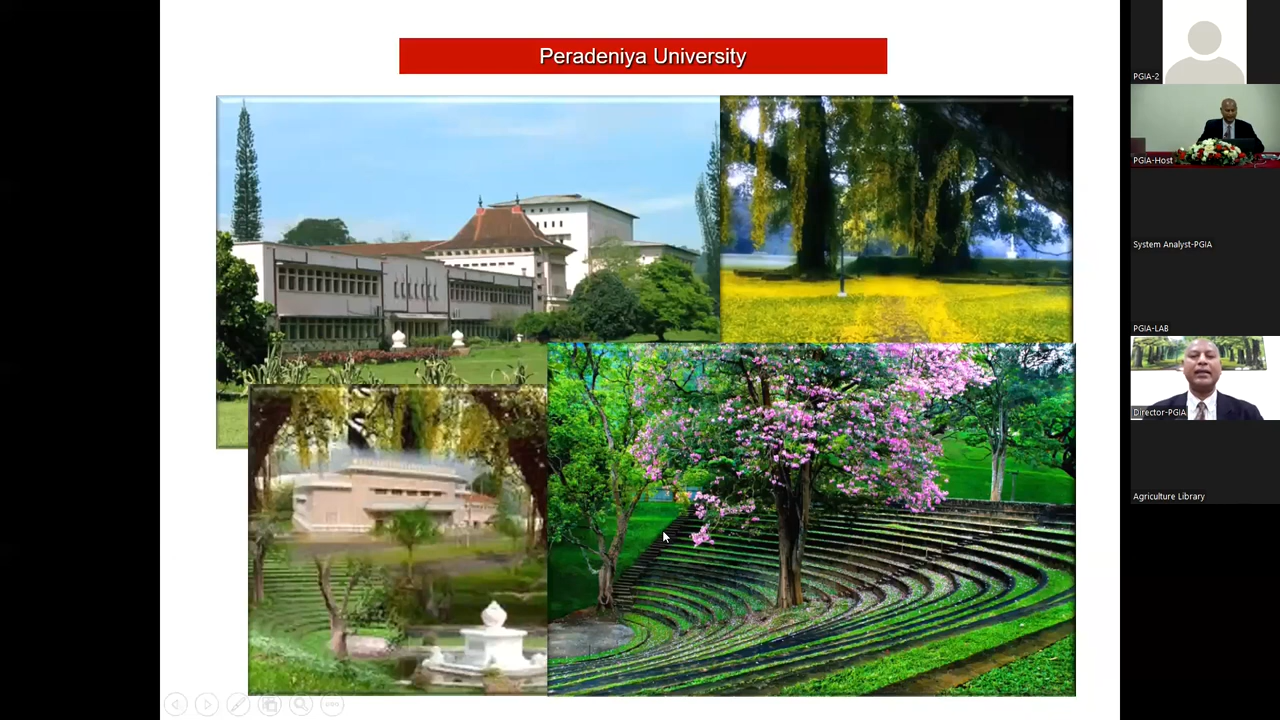 Peradeniya University
PGIA-2
PGIA-Host
System Analyst-PGIA
PGIA-LAB
Director-PGIA
Agriculture Library